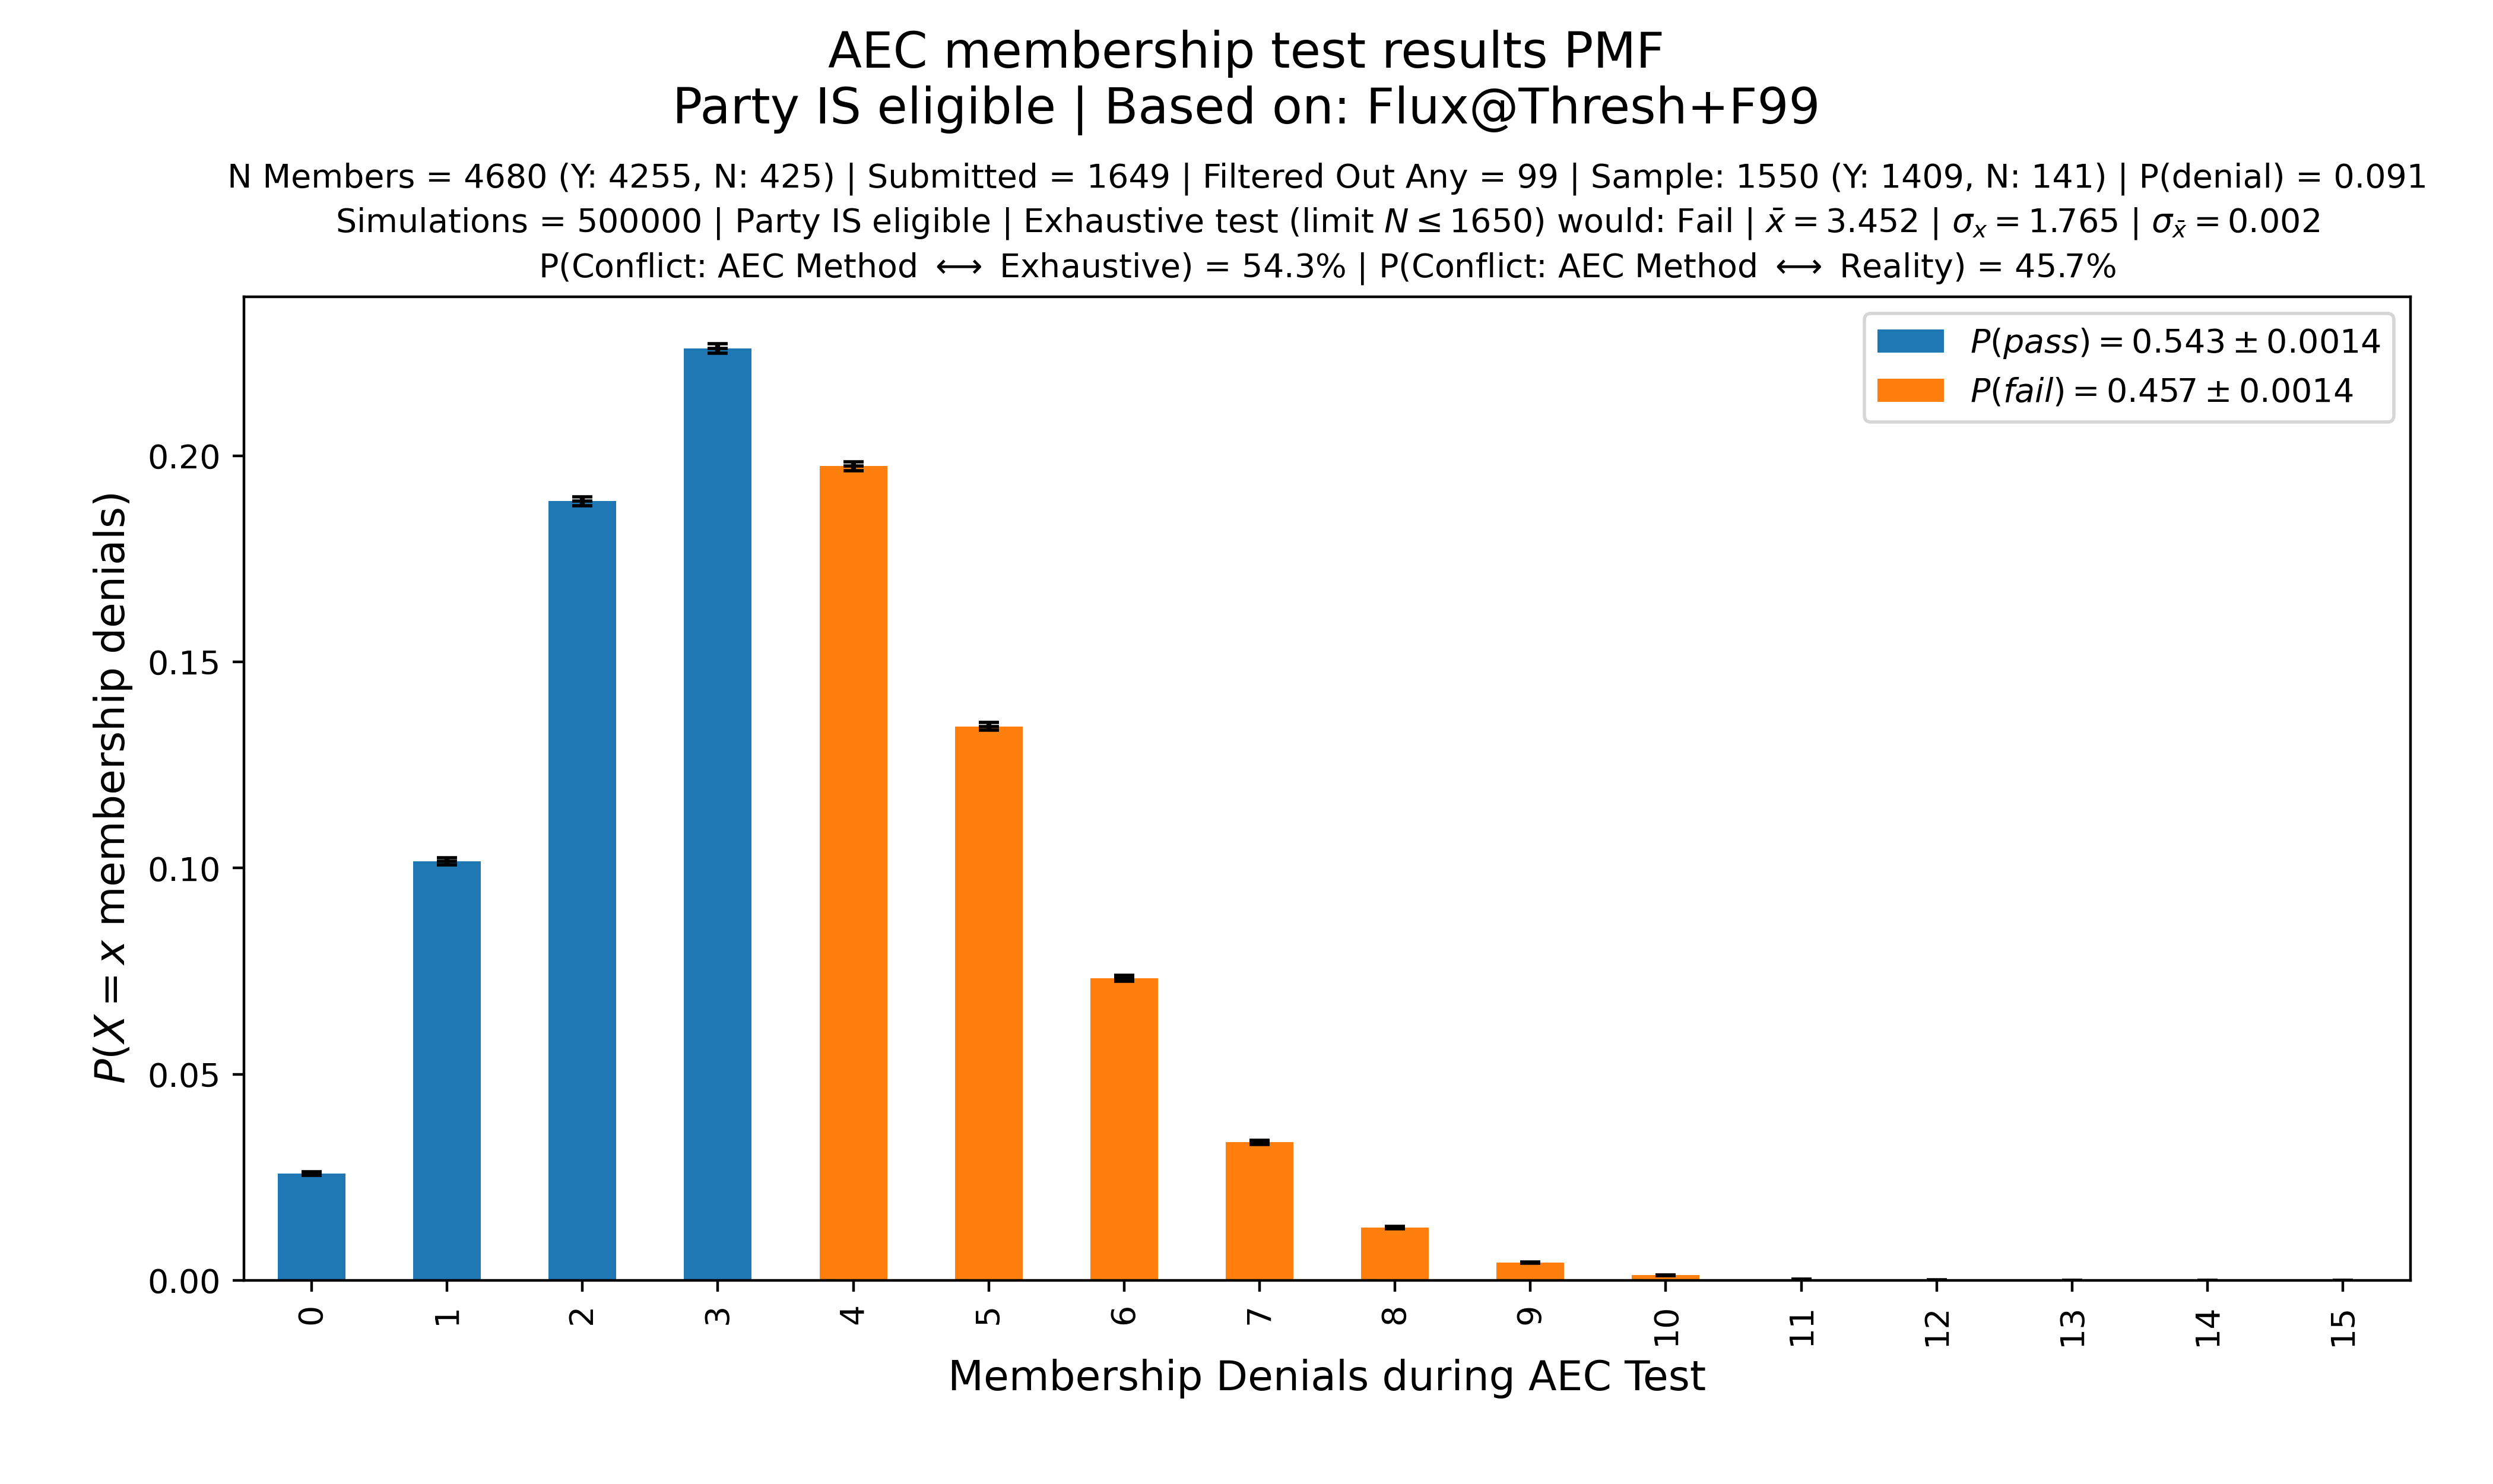 AEC membership test results PMF
Party IS eligible | Based on: Flux@Thresh+F99
N Members = 4680 (Y: 4255, N: 425) | Submitted = 1649 | Filtered Out Any = 99 | Sample: 1550 (Y: 1409, N: 141) | P(denial) = 0.091
Simulations = 500000 | Party IS eligible | Exhaustive test (limit N ≤ 1650) would: Fail | x̄ = 3.452 | σₓ = 1.765 | σ_x̄ = 0.002
P(Conflict: AEC Method ⟷ Exhaustive) = 54.3% | P(Conflict: AEC Method ⟷ Reality) = 45.7%
P(pass) = 0.543 ± 0.0014
P(fail) = 0.457 ± 0.0014
P(X = x membership denials)
0.20
0.15
0.10
0.05
0.00
0 1 2 3 4 5 6 7 8 9 10 11 12 13 14 15
Membership Denials during AEC Test